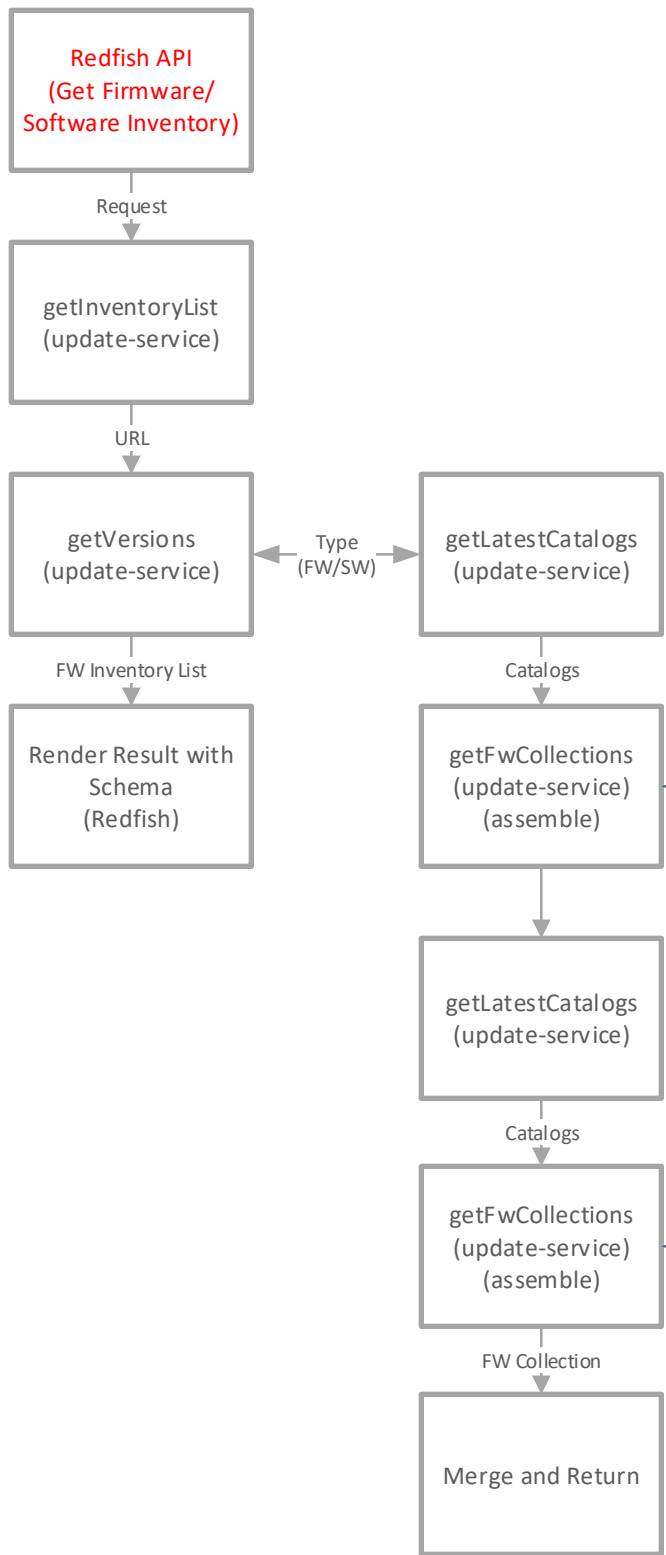 Redfish API
(Get Firmware/
Software Inventory)
Request
getInventoryList
(update-service)
URL
getVersions
(update-service)
Type
(FW/SW)
getLatestCatalogs
(update-service)
FW Inventory List
Catalogs
Render Result with
Schema
(Redfish)
getFwCollections
(update-service)
(assemble)
getLatestCatalogs
(update-service)
Catalogs
getFwCollections
(update-service)
(assemble)
FW Collection
Merge and Return